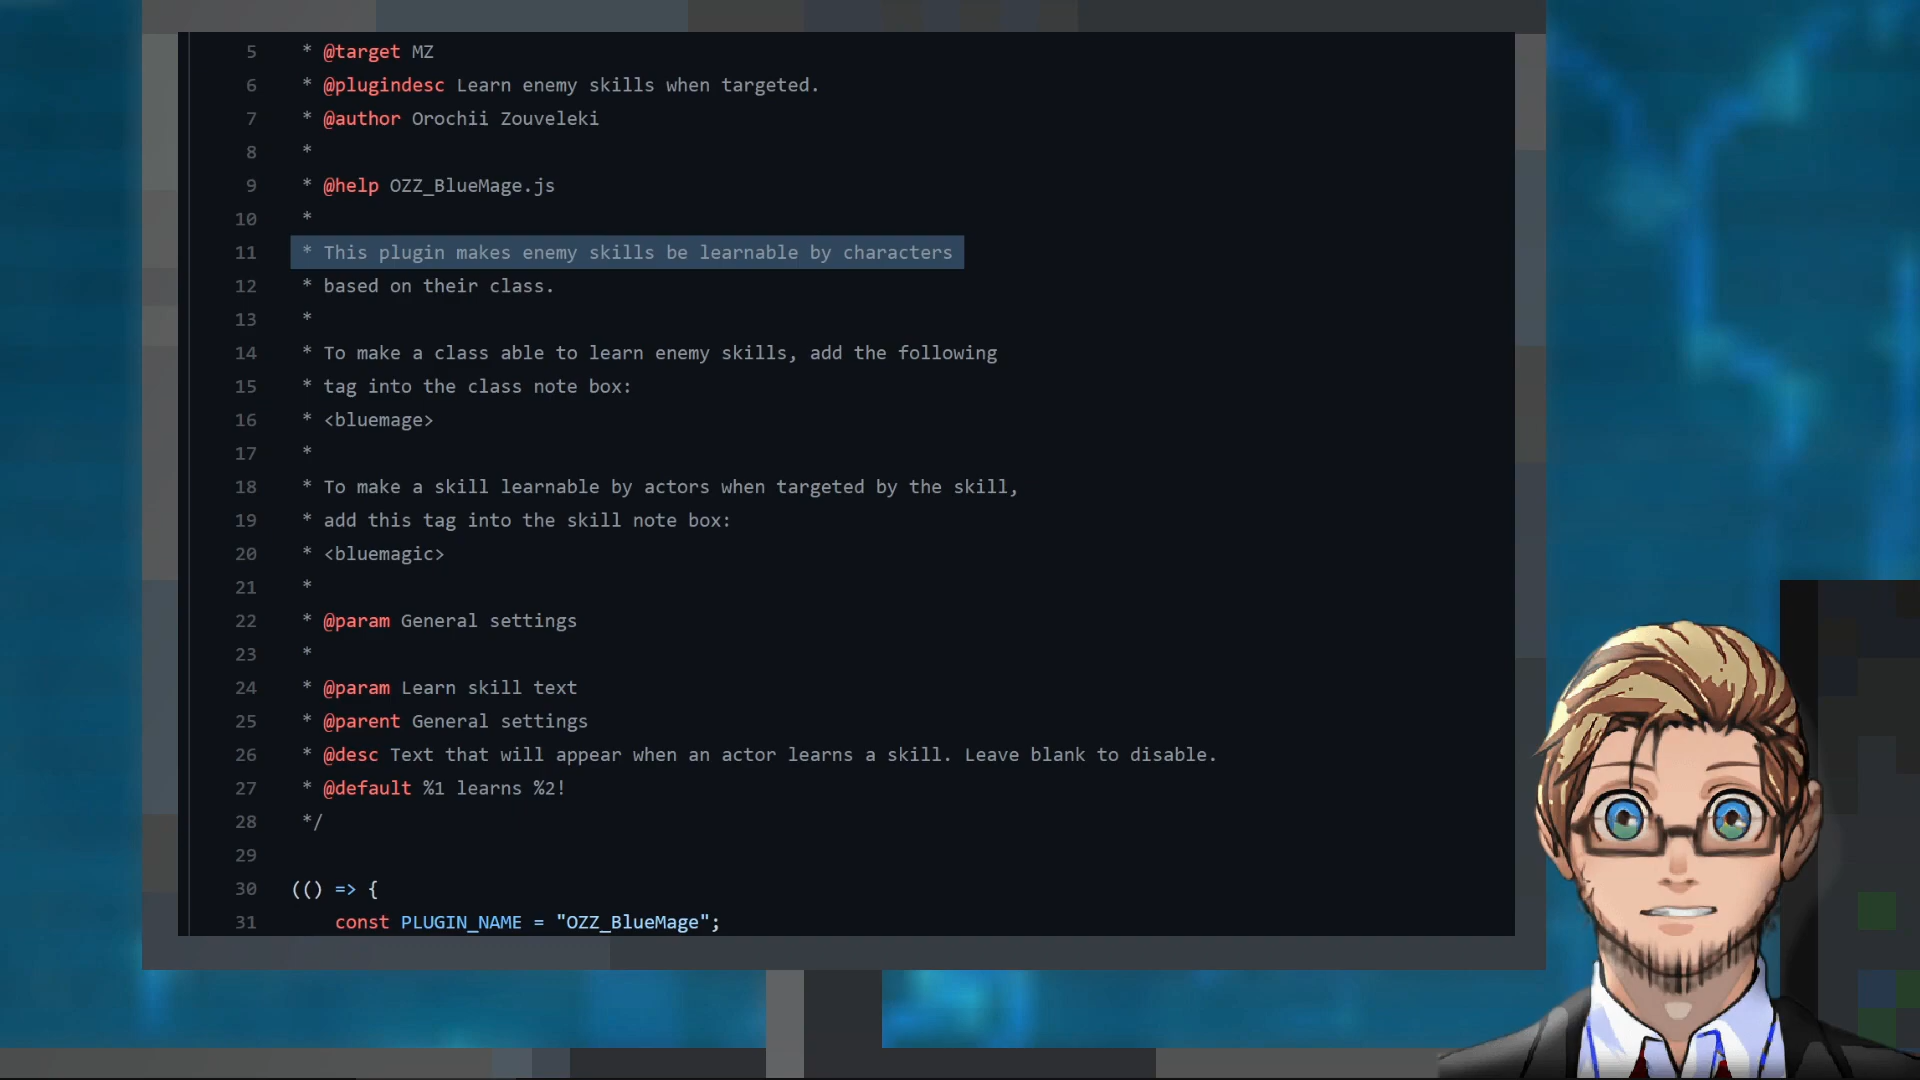 5 * @target MZ
6 * @plugindesc Learn enemy skills when targeted.
7 * @author Orochii Zouveleki
8 *
9 * @help OZZ_BlueMage.js
10 *
11 * This plugin makes enemy skills be learnable by characters
12 * based on their class.
13 *
14 * To make a class able to learn enemy skills, add the following
15 * tag into the class note box:
16 * <bluemage>
17 *
18 * To make a skill learnable by actors when targeted by the skill,
19 * add this tag into the skill note box:
20 * <bluemagic>
21 *
22 * @param General settings
23 *
24 * @param Learn skill text
25 * @parent General settings
26 * @desc Text that will appear when an actor learns a skill. Leave blank to disable.
27 * @default %1 learns %2!
28 */
29
30 (() => {
31 const PLUGIN_NAME = "OZZ_BlueMage";